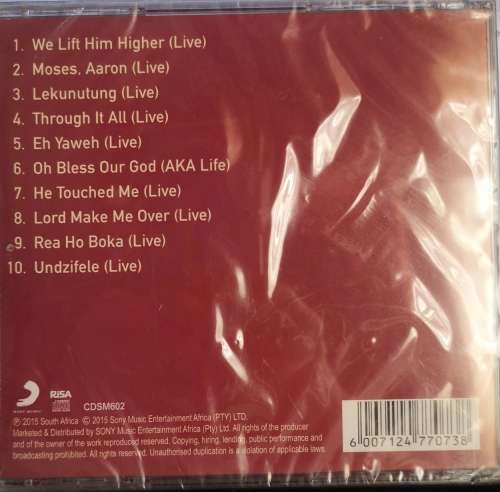 1. We Lift Him Higher (Live)
2. Moses, Aaron (Live)
3. Lekunutung (Live)
4. Through It All (Live)
5. Eh Yaweh (Live)
6. Oh Bless Our God (AKA Life)
7. He Touched Me (Live)
8. Lord Make Me Over (Live)
9. Rea Ho Boka (Live)
10. Undzifele (Live)
SONY MUSIC
RiSA
CDSM602
℗ 2015 South Africa © 2015 Sony Music Entertainment Africa (PTY) LTD.
Marketed & Distributed by SONY Music Entertainment Africa (Pty) Ltd. All rights of the producer
and of the owner of the work reproduced reserved. Copying, hiring, lending, public performance and
broadcasting prohibited. All rights reserved. Unauthorised duplication is a violation of applicable laws.
6 007124 770738